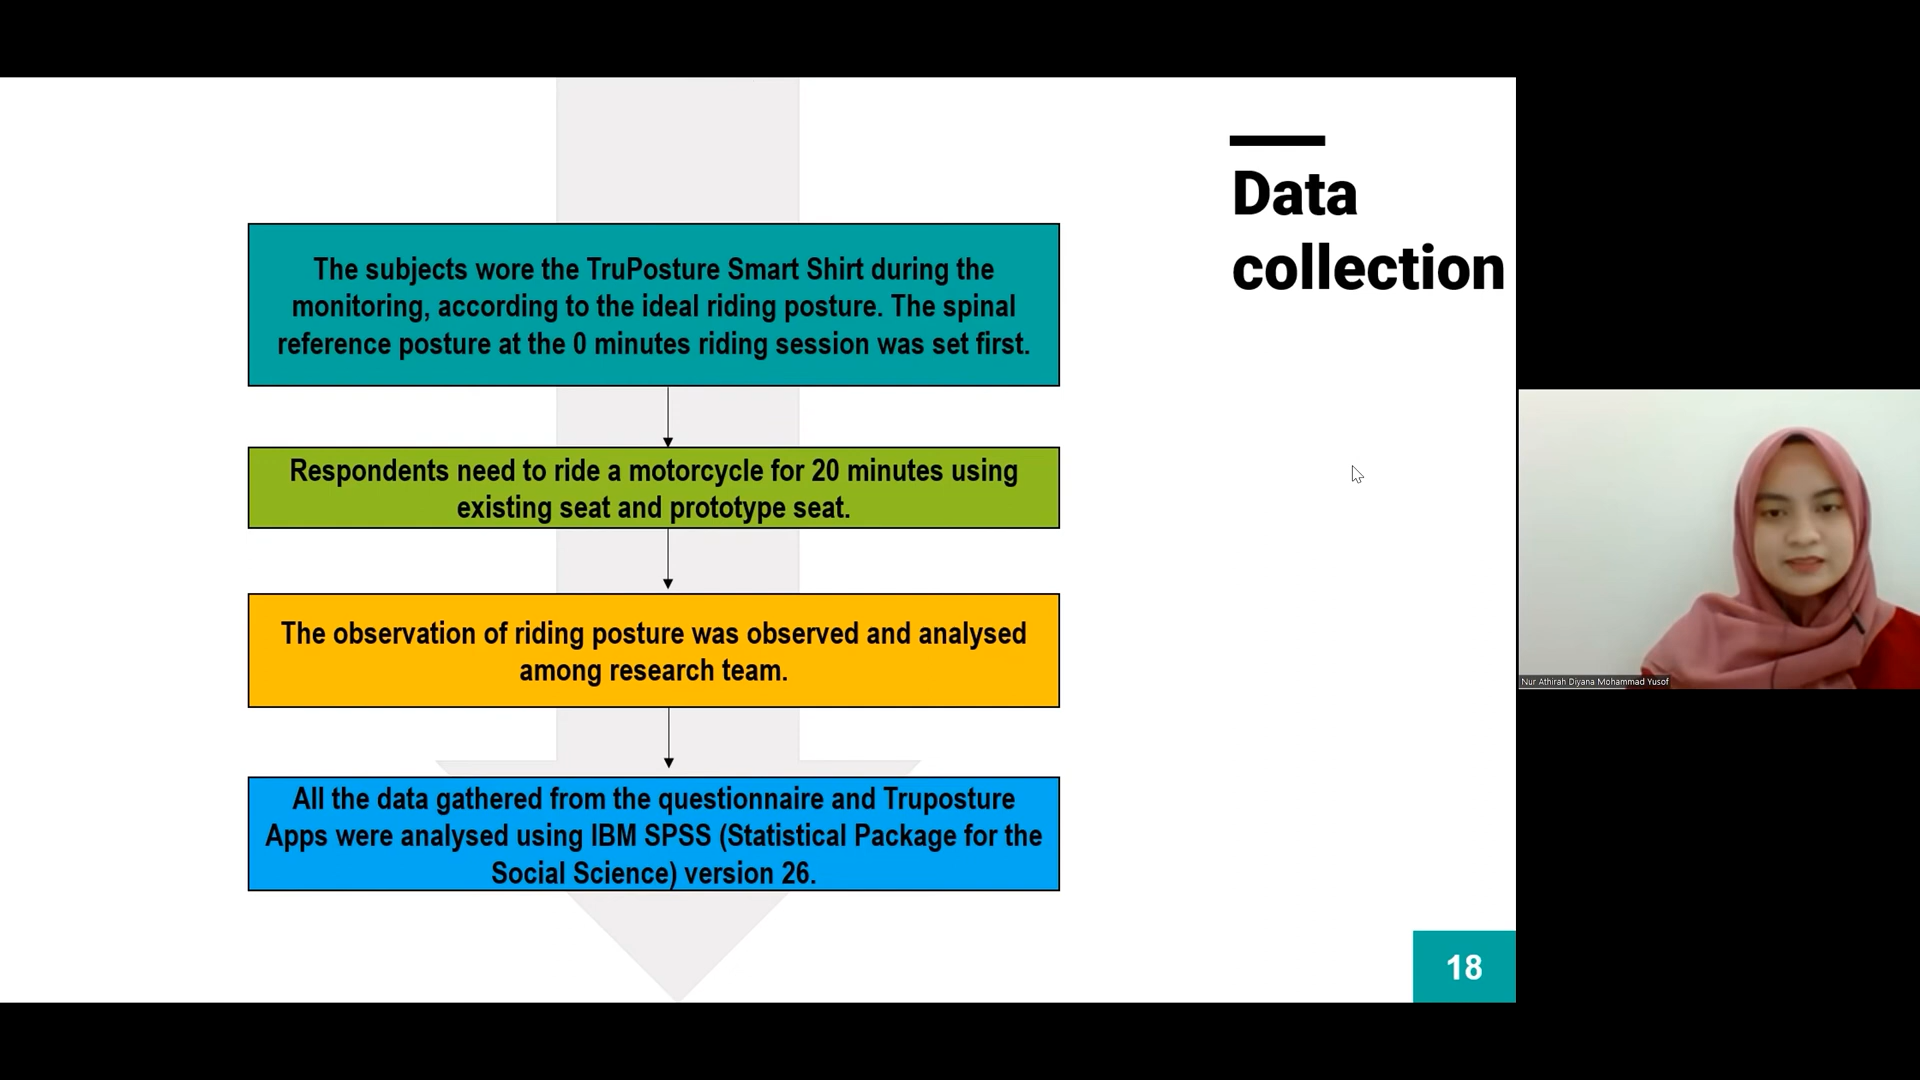 Data
collection
The subjects wore the TruPosture Smart Shirt during the
monitoring, according to the ideal riding posture. The spinal
reference posture at the 0 minutes riding session was set first.
Respondents need to ride a motorcycle for 20 minutes using
existing seat and prototype seat.
The observation of riding posture was observed and analysed
among research team.
All the data gathered from the questionnaire and Truposture
Apps were analysed using IBM SPSS (Statistical Package for the
Social Science) version 26.
18
Nur Athirah Diyana Mohammad Yusof